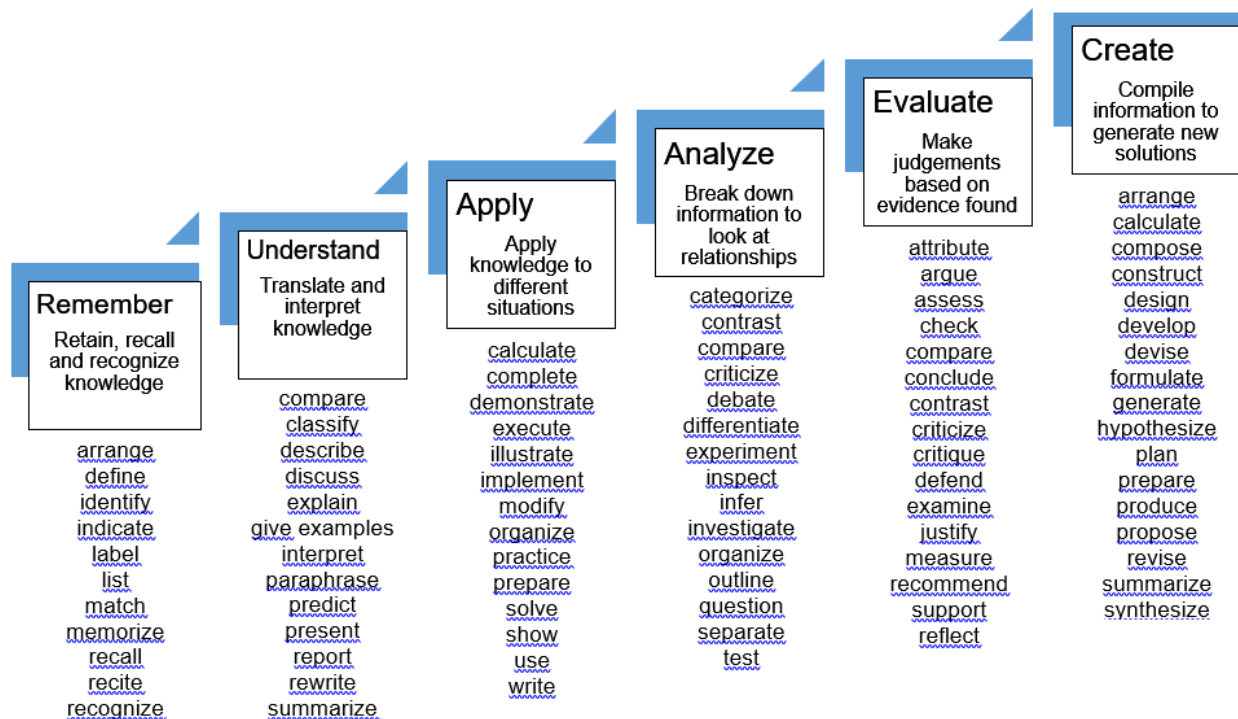 Remember
Retain, recall
and recognize
knowledge
arrange
define
identify
indicate
label
list
match
memorize
recall
recite
recognize
Understand
Translate and
interpret
knowledge
compare
classify
describe
discuss
explain
give examples
interpret
paraphrase
predict
present
report
rewrite
summarize
Apply
Apply
knowledge to
different
situations
calculate
complete
demonstrate
execute
illustrate
implement
modify
organize
practice
prepare
solve
show
use
write
Analyze
Break down
information to
look at
relationships
categorize
contrast
compare
criticize
debate
differentiate
experiment
inspect
infer
investigate
organize
outline
question
separate
test
Evaluate
Make
judgements
based on
evidence found
attribute
argue
assess
check
compare
conclude
contrast
criticize
critique
defend
examine
justify
measure
recommend
support
reflect
Create
Compile
information to
generate new
solutions
arrange
calculate
compose
construct
design
develop
devise
formulate
generate
hypothesize
plan
prepare
produce
propose
revise
summarize
synthesize